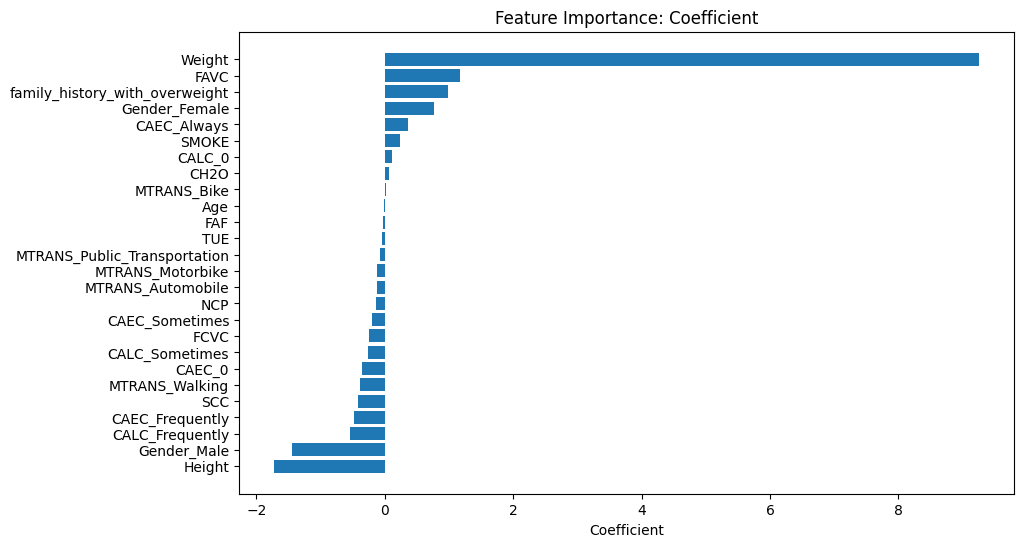 Feature Importance: Coefficient
Weight
FAVC
family_history_with_overweight
Gender_Female
CAEC_Always
SMOKE
CALC_0
CH2O
MTRANS_Bike
Age
FAF
TUE
MTRANS_Public_Transportation
MTRANS_Motorbike
MTRANS_Automobile
NCP
CAEC_Sometimes
FCVC
CALC_Sometimes
CAEC_0
MTRANS_Walking
SCC
CAEC_Frequently
CALC_Frequently
Gender_Male
Height
−2 0 2 4 6 8
Coefficient